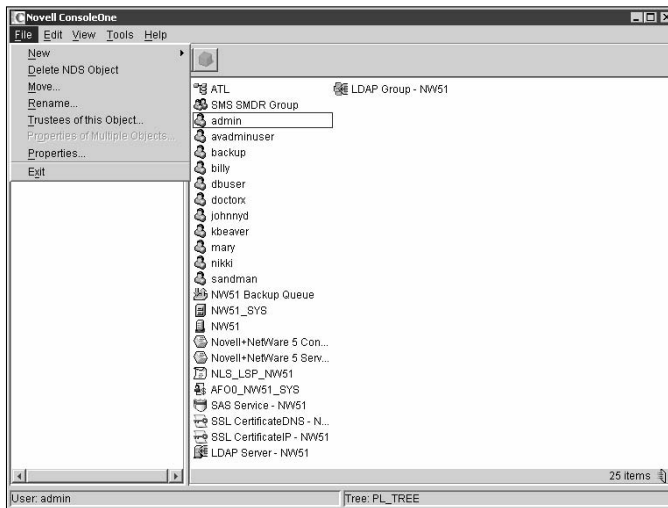 Novell ConsoleOne
File Edit View Tools Help
New
Delete NDS Object
Move...
Rename...
Trustees of this Object...
Properties of Multiple Objects...
Properties...
Exit
ATL
SMS SMDR Group
admin
avadminuser
backup
billy
dbuser
doctorx
johnnyd
kbeaver
mary
nikki
sandman
NW51 Backup Queue
NW51_SYS
NW51
Novell+NetWare 5 Con...
Novell+NetWare 5 Serv...
NLS_LSP_NW51
AFO0_NW51_SYS
SAS Service - NW51
SSL CertificateDNS - N...
SSL CertificateIP - NW51
LDAP Server - NW51
LDAP Group - NW51
25 items
User: admin
Tree: PL_TREE